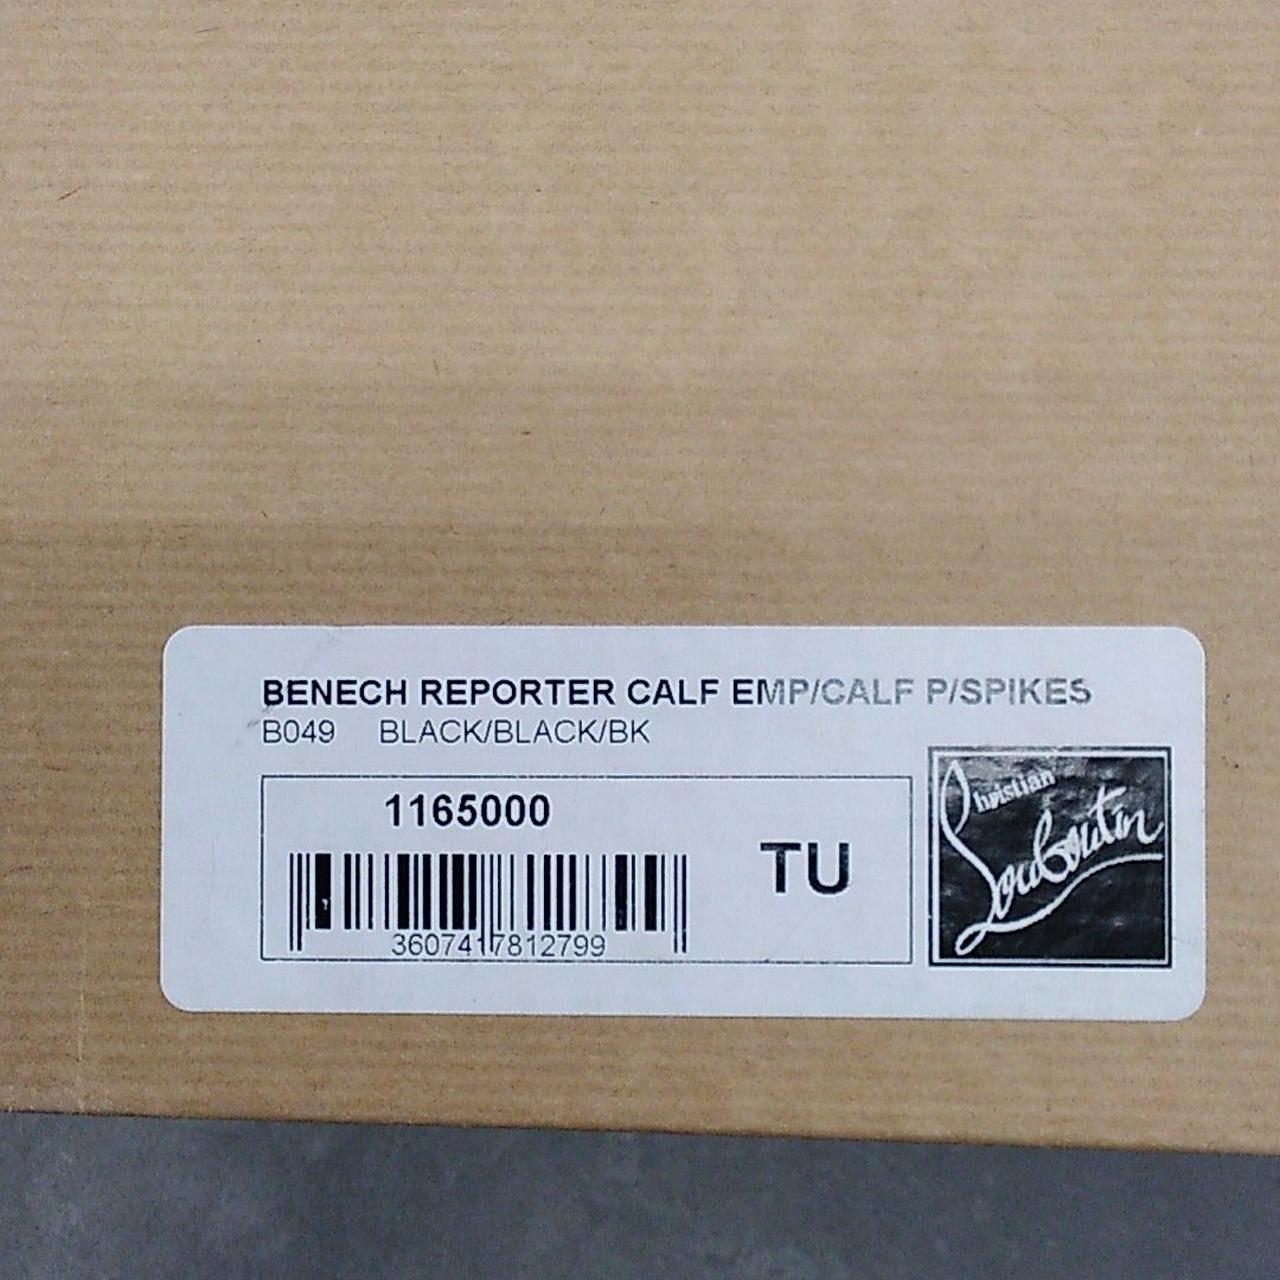 BENECH REPORTER CALF EMP/CALF P/SPIKES
B049 BLACK/BLACK/BK
1165000
TU
3607417812799
Christian
Louboutin